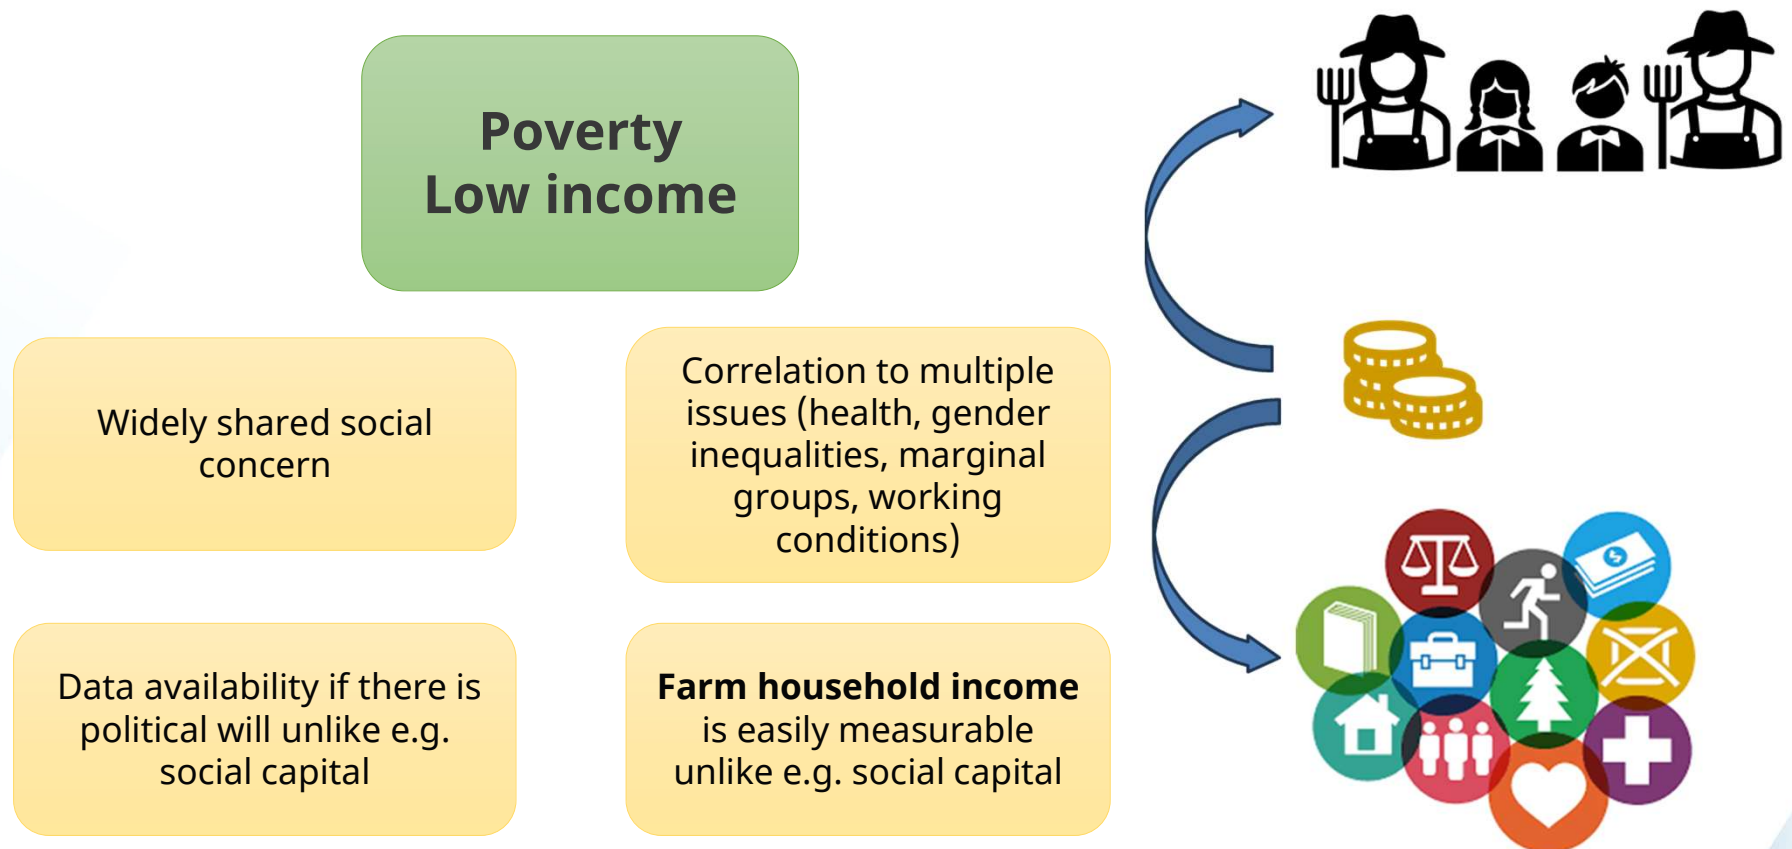 Poverty
Low income
Widely shared social
concern
Correlation to multiple
issues (health, gender
inequalities, marginal
groups, working
conditions)
Data availability if there is
political will unlike e.g.
social capital
Farm household income
is easily measurable
unlike e.g. social capital